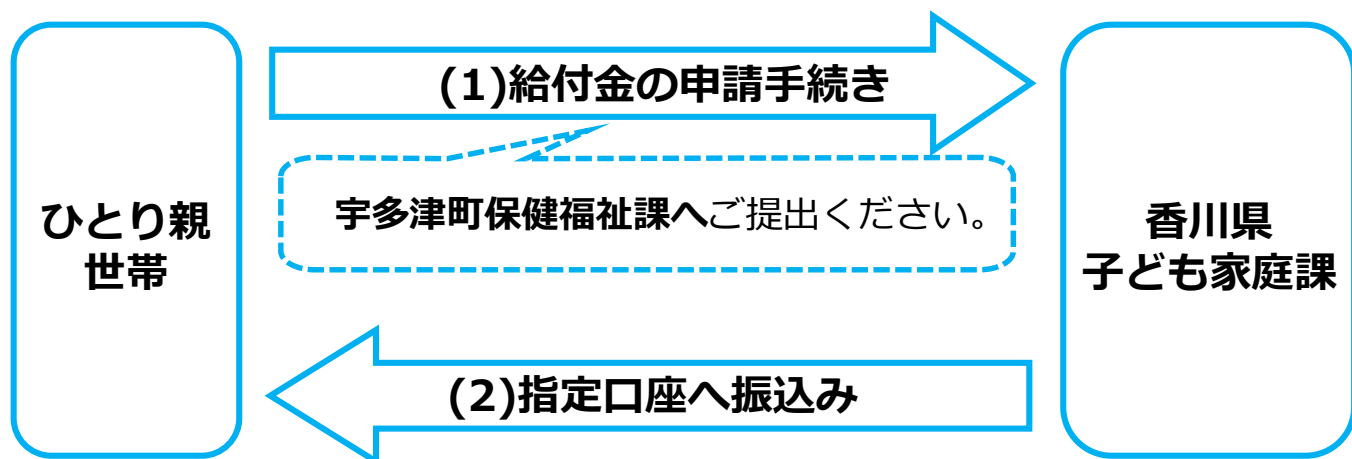 (1)給付金の申請手続き
宇多津町保健福祉課へご提出ください。
ひとり親
世帯
香川県
子ども家庭課
(2)指定口座へ振込み